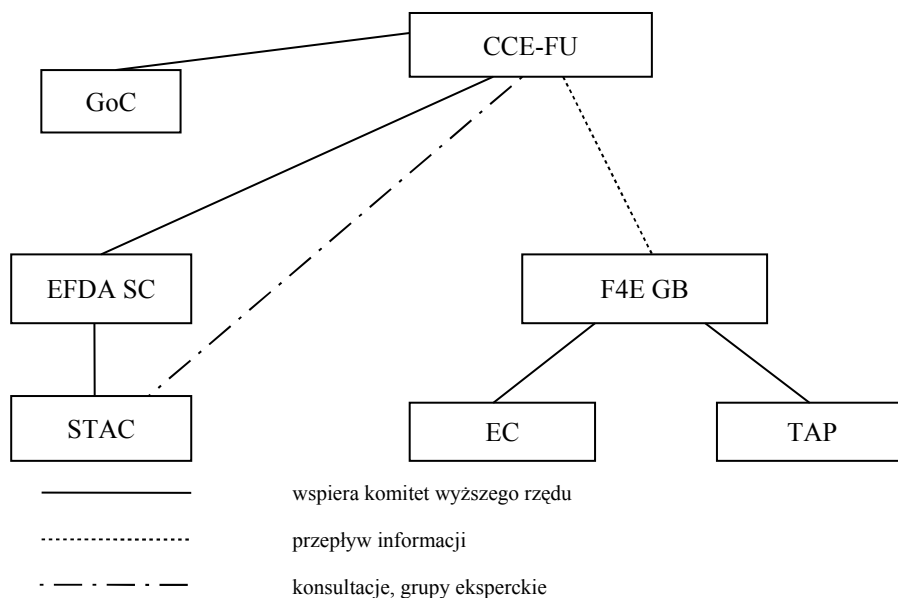 CCE-FU
GoC
EFDA SC
F4E GB
STAC
EC
TAP
wspiera komitet wyższego rzędu
przepływ informacji
konsultacje, grupy eksperckie